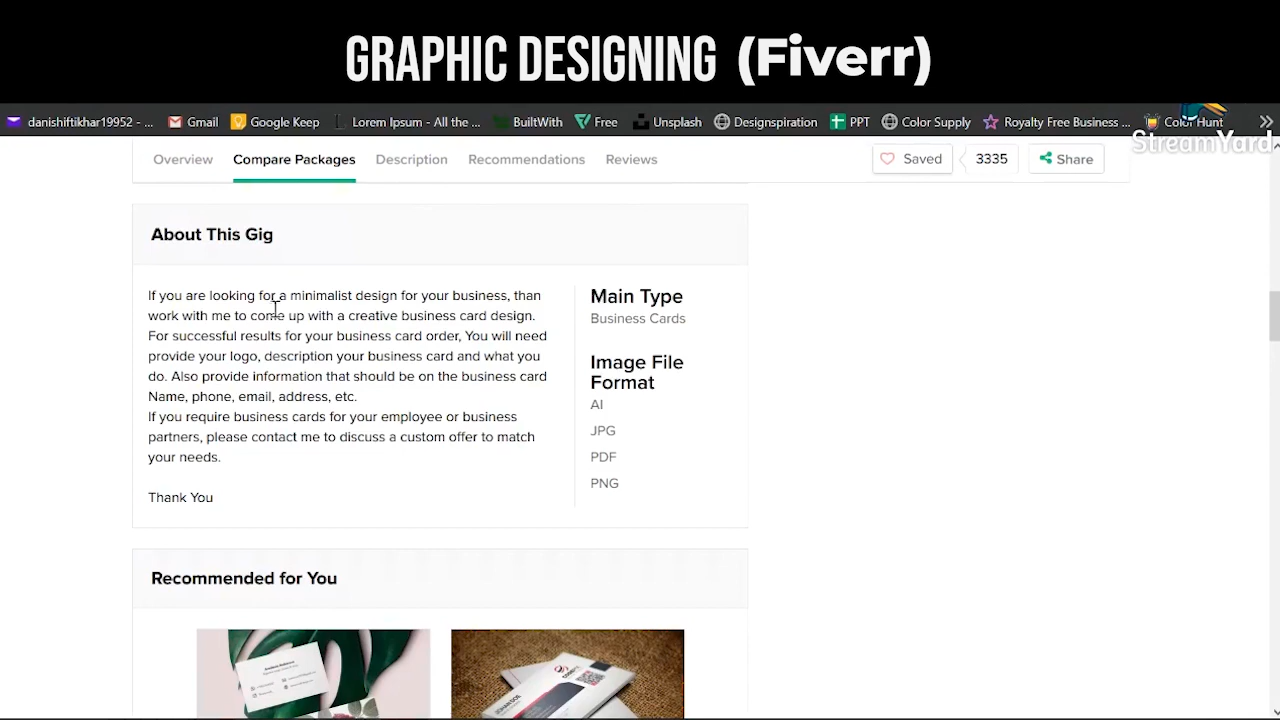 GRAPHIC DESIGNING (Fiverr)
danishiftikhar19952 - ... Gmail Google Keep Lorem Ipsum - All the ... BuiltWith Free Unsplash Designspiration PPT Color Supply Royalty Free Business ... Color Hunt
StreamYard
Overview Compare Packages Description Recommendations Reviews Saved 3335 Share
About This Gig
If you are looking for a minimalist design for your business, than
work with me to come up with a creative business card design.
For successful results for your business card order, You will need
provide your logo, description your business card and what you
do. Also provide information that should be on the business card
Name, phone, email, address, etc.
If you require business cards for your employee or business
partners, please contact me to discuss a custom offer to match
your needs.
Thank You
Main Type
Business Cards
Image File
Format
AI
JPG
PDF
PNG
Recommended for You